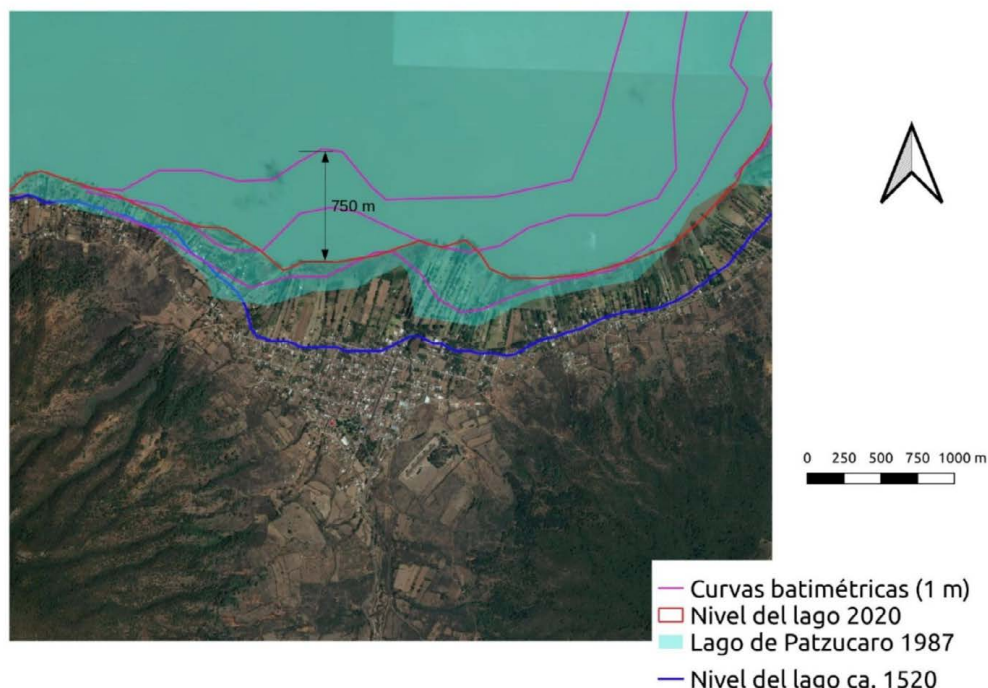 750 m
0 250 500 750 1000 m
Curvas batimétricas (1 m)
Nivel del lago 2020
Lago de Patzucaro 1987
Nivel del lago ca. 1520